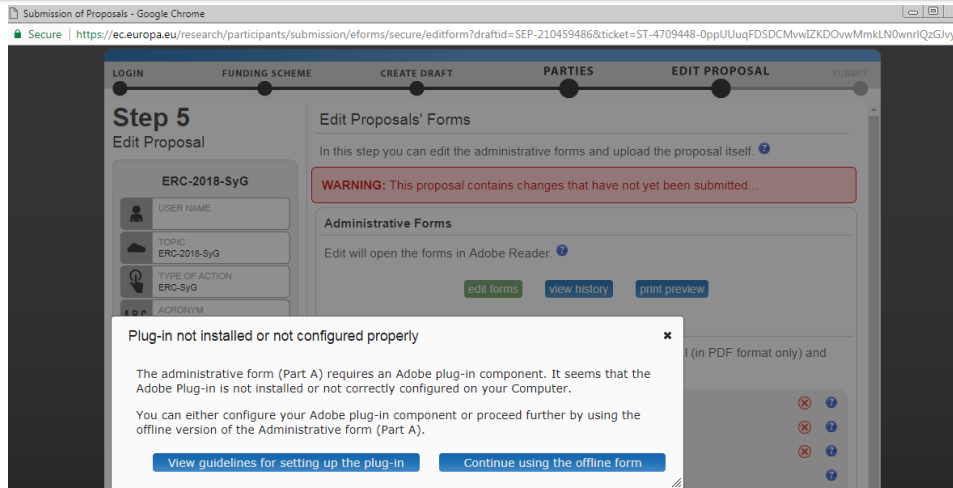 Submission of Proposals - Google Chrome
Secure | https://ec.europa.eu/research/participants/submission/eforms/secure/editform?draftid=SEP-210459486&ticket=ST-4709448-0ppUUuqFDSDCMvwIZKDOvwMmkLN0wnrlQzGJvy
LOGIN FUNDING SCHEME CREATE DRAFT PARTIES EDIT PROPOSAL SUBMIT
Step 5
Edit Proposal
ERC-2018-SyG
USER NAME
TOPIC
ERC-2018-SyG
TYPE OF ACTION
ERC-SyG
ABC ACRONYM
Edit Proposals' Forms
In this step you can edit the administrative forms and upload the proposal itself. ?
WARNING: This proposal contains changes that have not yet been submitted...
Administrative Forms
Edit will open the forms in Adobe Reader. ?
edit forms view history print preview
l (in PDF format only) and
?
?
?
?
Plug-in not installed or not configured properly
The administrative form (Part A) requires an Adobe plug-in component. It seems that the
Adobe Plug-in is not installed or not correctly configured on your Computer.
You can either configure your Adobe plug-in component or proceed further by using the
offline version of the Administrative form (Part A).
View guidelines for setting up the plug-in Continue using the offline form